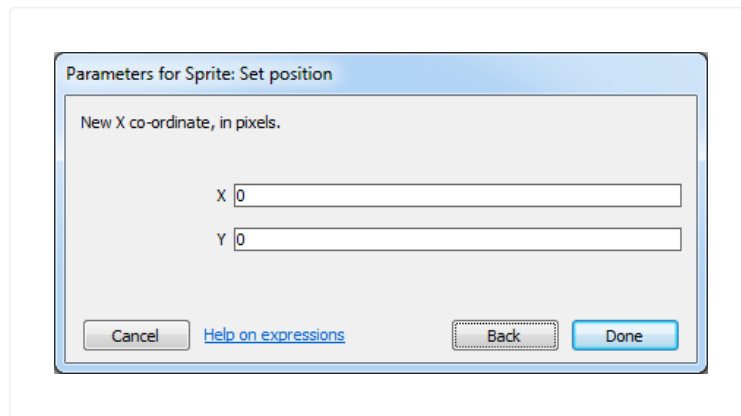 Parameters for Sprite: Set position
New X co-ordinate, in pixels.
X 0
Y 0
Cancel Help on expressions Back Done